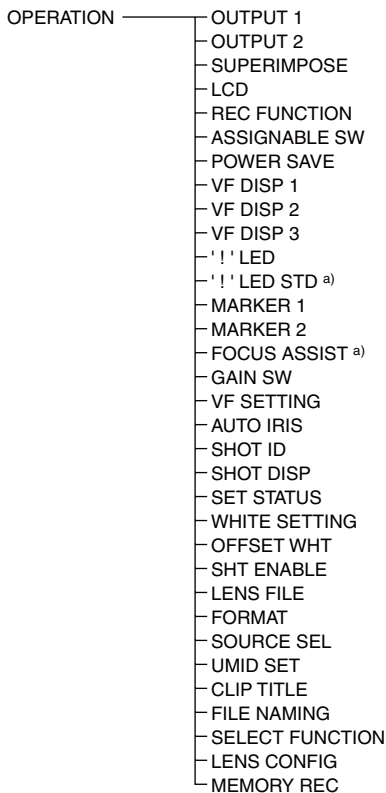 OPERATION
OUTPUT 1
OUTPUT 2
SUPERIMPOSE
LCD
REC FUNCTION
ASSIGNABLE SW
POWER SAVE
VF DISP 1
VF DISP 2
VF DISP 3
' ! ' LED
' ! ' LED STD a)
MARKER 1
MARKER 2
FOCUS ASSIST a)
GAIN SW
VF SETTING
AUTO IRIS
SHOT ID
SHOT DISP
SET STATUS
WHITE SETTING
OFFSET WHT
SHT ENABLE
LENS FILE
FORMAT
SOURCE SEL
UMID SET
CLIP TITLE
FILE NAMING
SELECT FUNCTION
LENS CONFIG
MEMORY REC